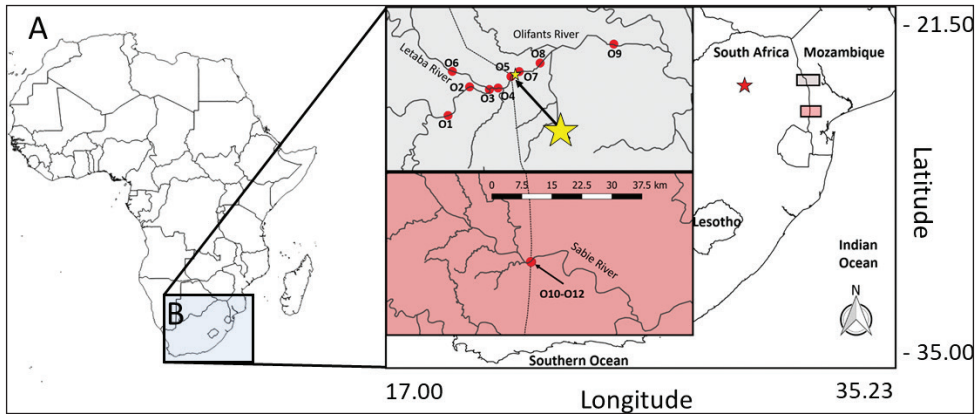 A
B
Olifants River
Letaba River
O6
O5
O8
O9
O2
O7
O3
O4
O1
0 7.5 15 22.5 30 37.5 km
Sabie River
O10-O12
South Africa
Mozambique
Lesotho
Indian
Ocean
N
Southern Ocean
- 21.50
Latitude
- 35.00
17.00
Longitude
35.23